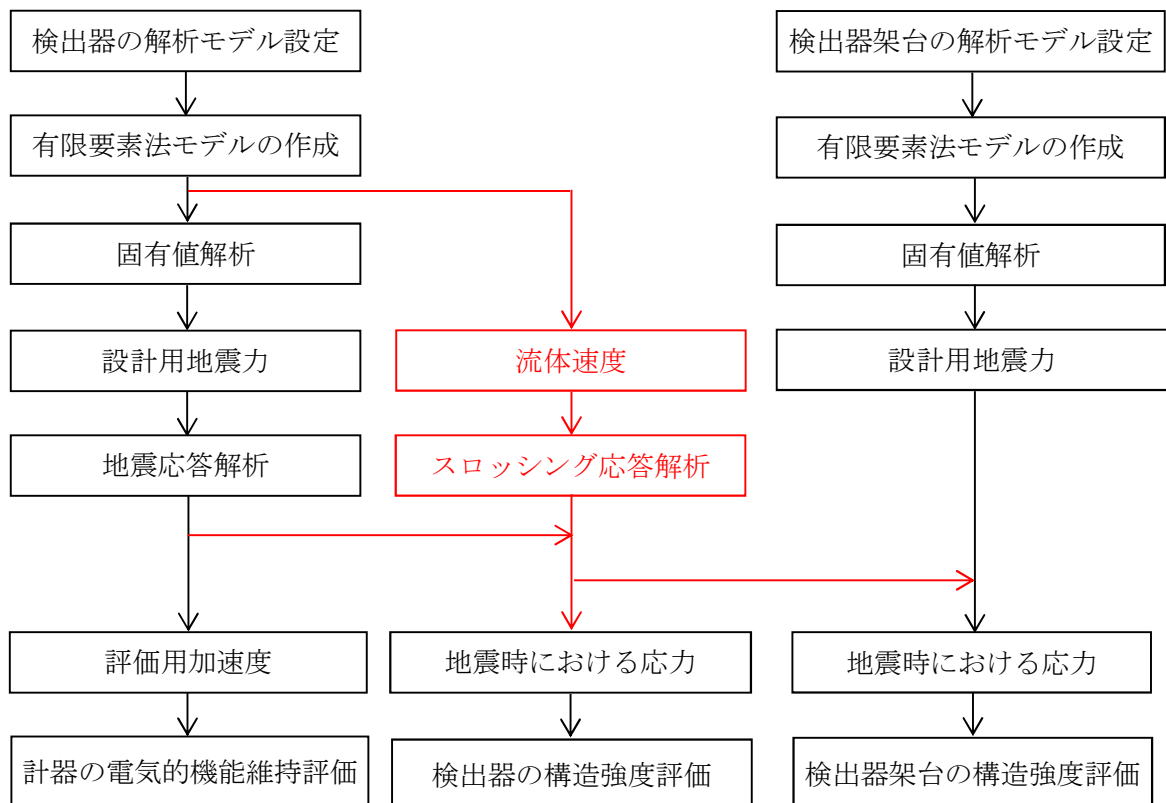 検出器の解析モデル設定
検出器架台の解析モデル設定
有限要素法モデルの作成
有限要素法モデルの作成
固有値解析
固有値解析
設計用地震力
流体速度
設計用地震力
地震応答解析
スロッシング応答解析
評価用加速度
地震時における応力
地震時における応力
計器の電気的機能維持評価
検出器の構造強度評価
検出器架台の構造強度評価